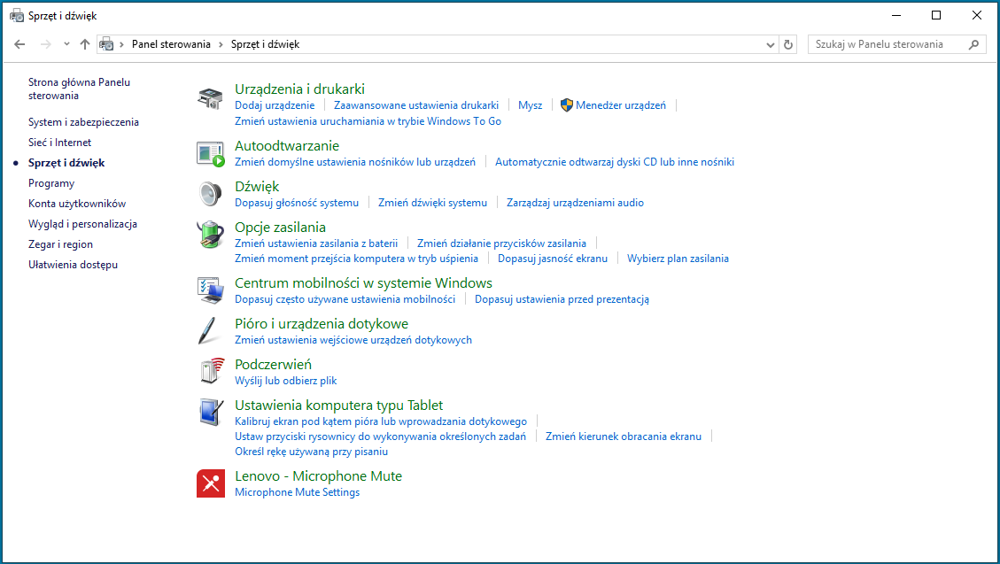 Sprzęt i dźwięk
Panel sterowania
Sprzęt i dźwięk
Szukaj w Panelu sterowania
Strona główna Panelu
sterowania
System i zabezpieczenia
Sieć i Internet
Sprzęt i dźwięk
Programy
Konta użytkowników
Wygląd i personalizacja
Zegar i region
Ułatwienia dostępu
Urządzenia i drukarki
Dodaj urządzenie Zaawansowane ustawienia drukarki Mysz Menedżer urządzeń
Zmień ustawienia uruchamiania w trybie Windows To Go
Autoodtwarzanie
Zmień domyślne ustawienia nośników lub urządzeń Automatycznie odtwarzaj dyski CD lub inne nośniki
Dźwięk
Dopasuj głośność systemu Zmień dźwięki systemu Zarządzaj urządzeniami audio
Opcje zasilania
Zmień ustawienia zasilania z baterii Zmień działanie przycisków zasilania
Zmień moment przejścia komputera w tryb uśpienia Dopasuj jasność ekranu Wybierz plan zasilania
Centrum mobilności w systemie Windows
Dopasuj często używane ustawienia mobilności Dopasuj ustawienia przed prezentacją
Pióro i urządzenia dotykowe
Zmień ustawienia wejściowe urządzeń dotykowych
Podczerwień
Wyślij lub odbierz plik
Ustawienia komputera typu Tablet
Kalibruj ekran pod kątem pióra lub wprowadzania dotykowego
Ustaw przyciski rysownicy do wykonywania określonych zadań Zmień kierunek obracania ekranu
Określ rękę używaną przy pisaniu
Lenovo - Microphone Mute
Microphone Mute Settings